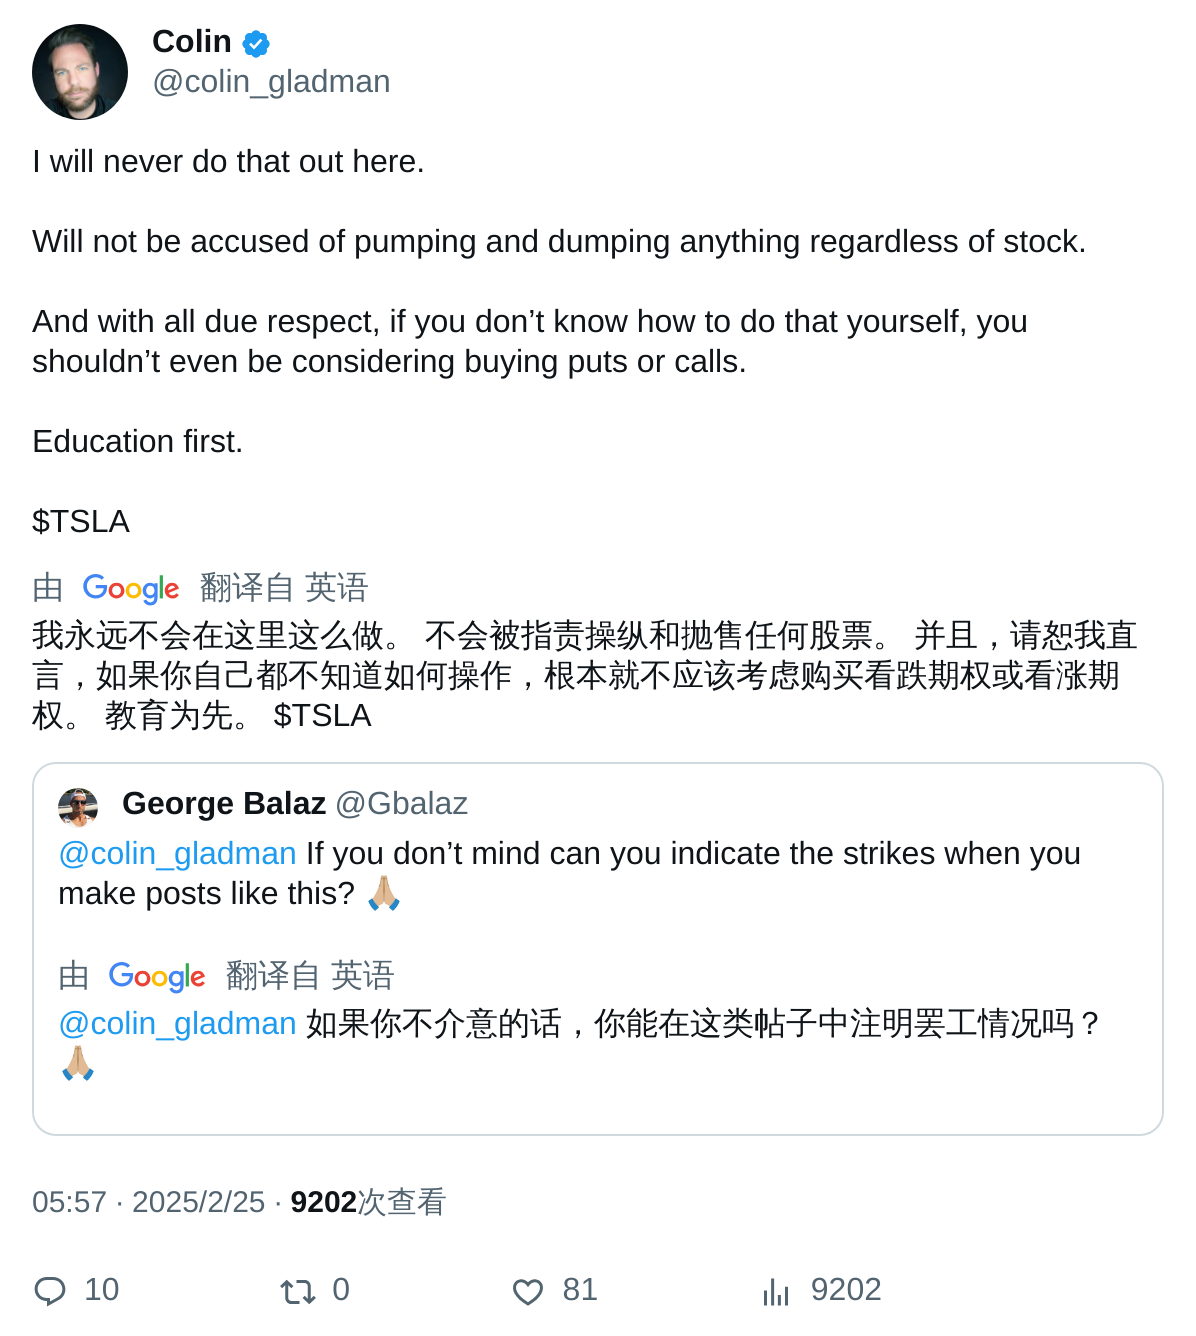 Colin
@colin_gladman
I will never do that out here.
Will not be accused of pumping and dumping anything regardless of stock.
And with all due respect, if you don’t know how to do that yourself, you
shouldn’t even be considering buying puts or calls.
Education first.
$TSLA
由 Google 翻译自 英语
我永远不会在这里这么做。 不会被指责操纵和抛售任何股票。 并且，请恕我直
言，如果你自己都不知道如何操作，根本就不应该考虑购买看跌期权或看涨期
权。 教育为先。 $TSLA
George Balaz @Gbalaz
@colin_gladman If you don’t mind can you indicate the strikes when you
make posts like this? 🙏🏼
由 Google 翻译自 英语
@colin_gladman 如果你不介意的话，你能在这类帖子中注明罢工情况吗？
🙏🏼
05:57 · 2025/2/25 · 9202次查看
10 0 81 9202